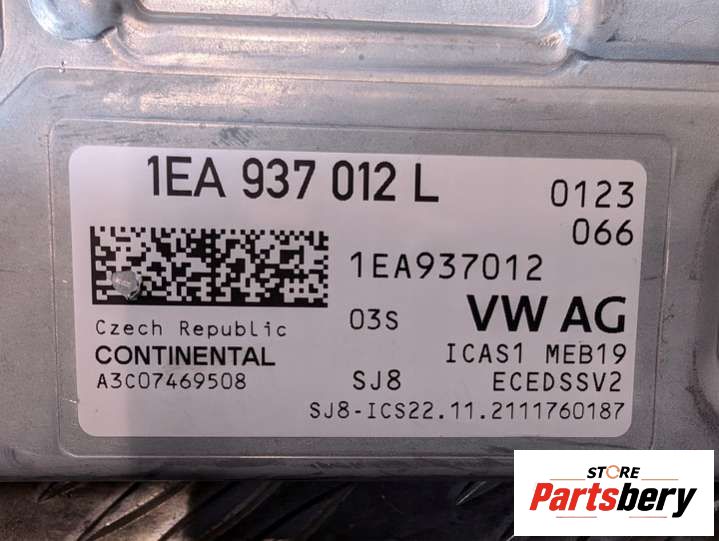 1EA 937 012 L
0123
066
1EA937012
03S
VW AG
Czech Republic
CONTINENTAL
ICAS1 MEB19
A3C07469508
SJ8
ECEDSSV2
SJ8-ICS22.11.2111760187
STORE
Partsbery